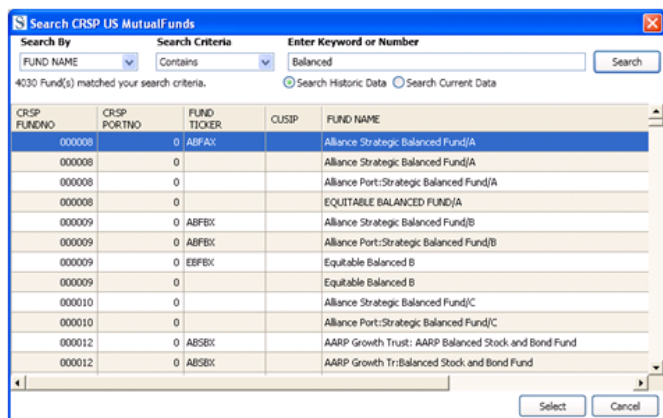 Search CRSP US MutualFunds
Search By Search Criteria Enter Keyword or Number
FUND NAME Contains Balanced Search
4030 Fund(s) matched your search criteria. Search Historic Data Search Current Data
CRSP FUNDNO CRSP PORTNO FUND TICKER CUSIP FUND NAME
000008 0 ABFAX Alliance Strategic Balanced Fund/A
000008 0 Alliance Strategic Balanced Fund/A
000008 0 Alliance Port:Strategic Balanced Fund/A
000008 0 EQUITABLE BALANCED FUND/A
000009 0 ABFBX Alliance Strategic Balanced Fund/B
000009 0 ABFBX Alliance Port:Strategic Balanced Fund/B
000009 0 EBFBX Equitable Balanced B
000009 0 Equitable Balanced B
000010 0 Alliance Strategic Balanced Fund/C
000010 0 Alliance Port:Strategic Balanced Fund/C
000012 0 ABSBX AARP Growth Trust: AARP Balanced Stock and Bond Fund
000012 0 ABSBX AARP Growth Tr:Balanced Stock and Bond Fund
Select Cancel